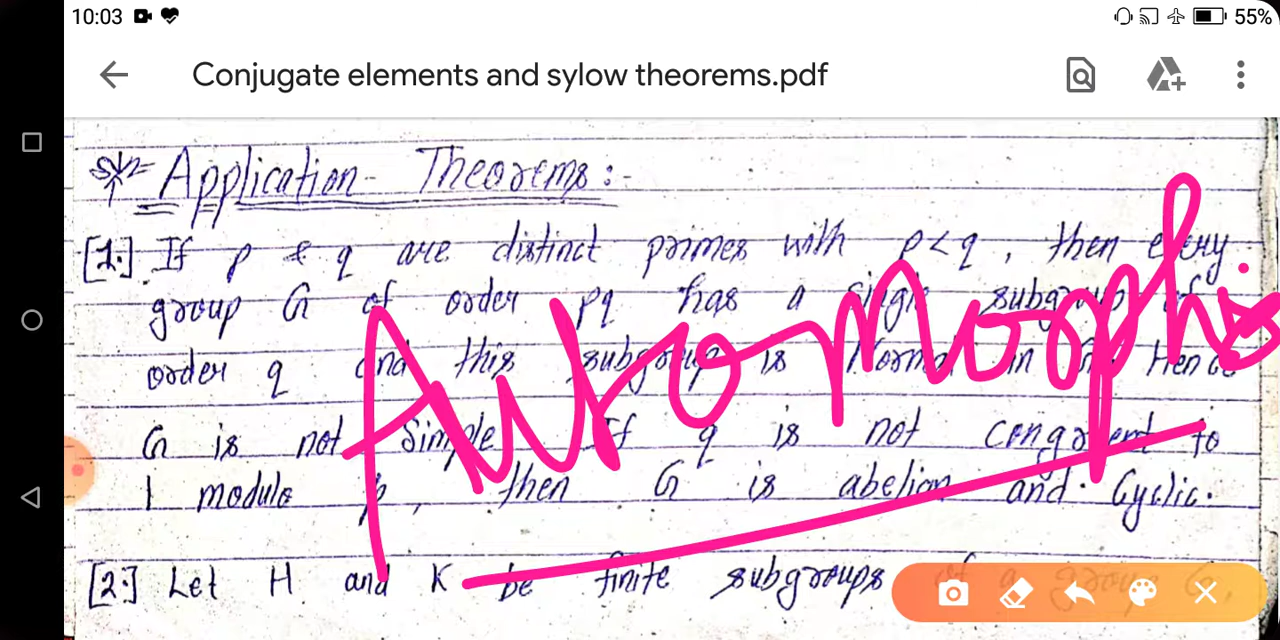 10:03
55%
Conjugate elements and sylow theorems.pdf
Application Theorems:-
[1.] If p & q are distinct primes with p<q, then every
group G of order pq has a single subgroup of
order q and this subgroup is Normal in G. Hence
G is not Simple. If q is not congruent to
1 modulo p, then G is abelian and Cyclic.
[2.] Let H and K be finite subgroups of a group G,
Automorphis